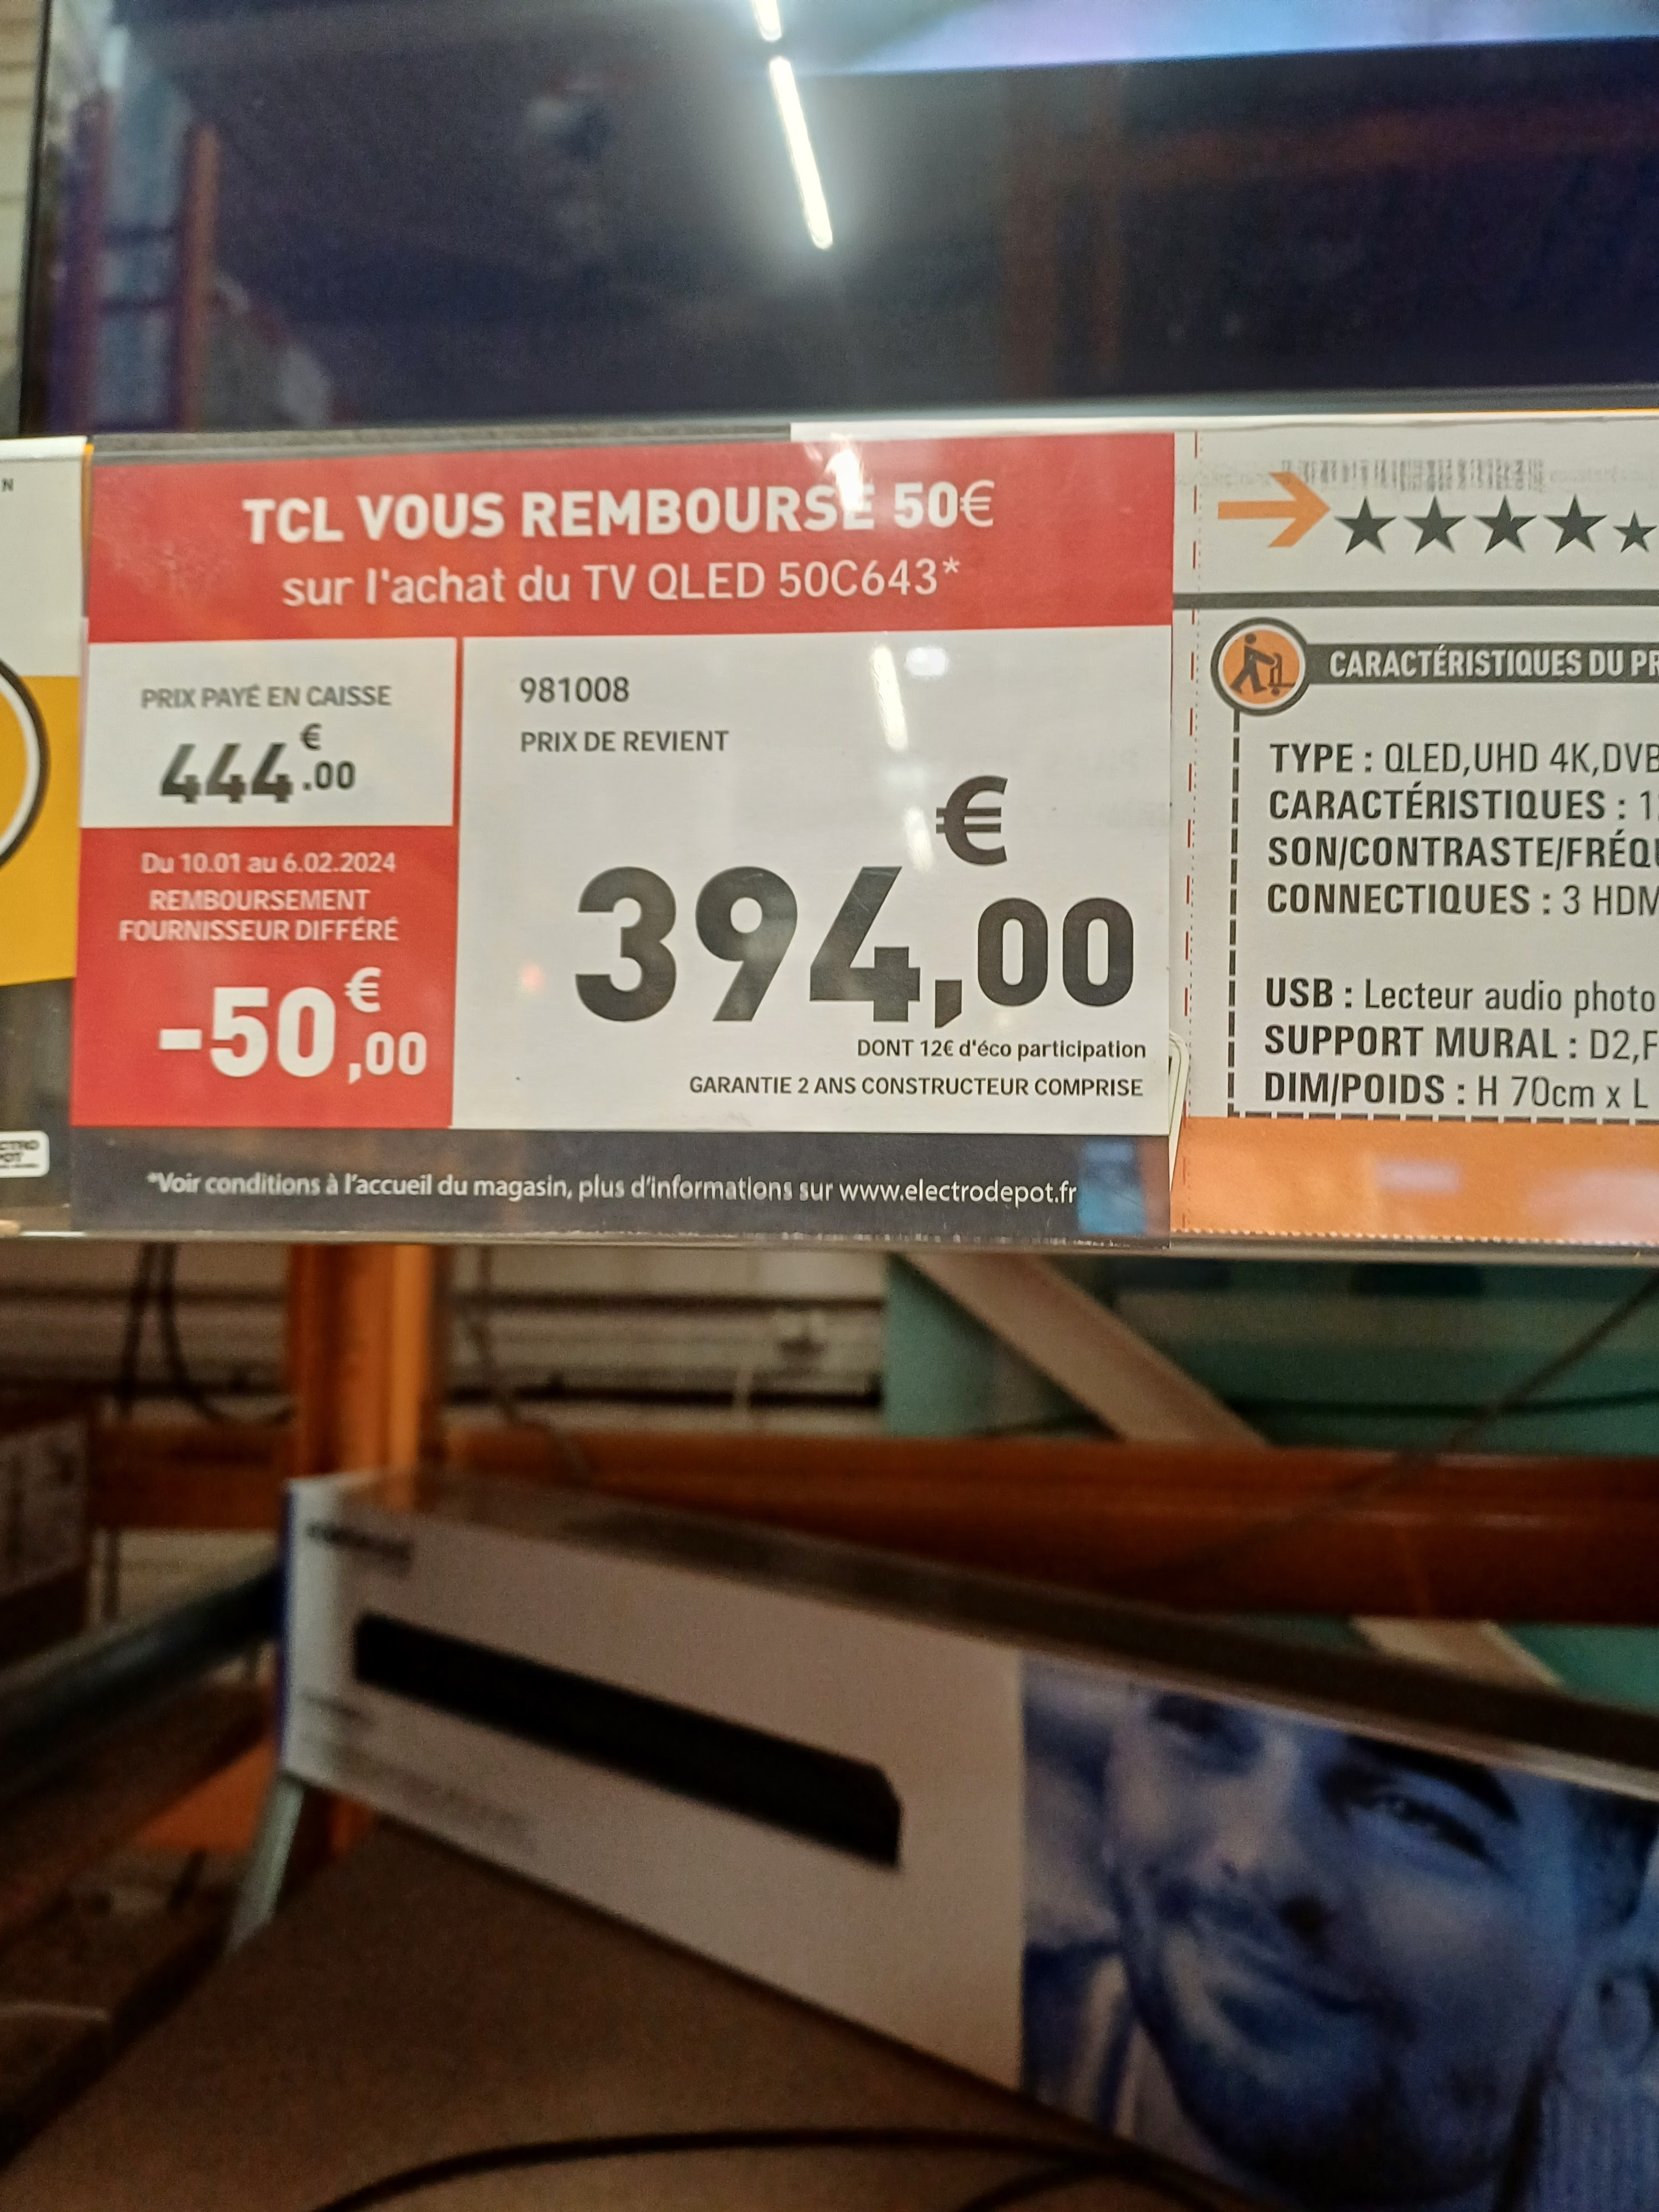 N
TCL VOUS REMBOURSE 50€
sur l'achat du TV QLED 50C643*
PRIX PAYÉ EN CAISSE
444€.00
Du 10.01 au 6.02.2024
REMBOURSEMENT
FOURNISSEUR DIFFÉRÉ
-50€,00
981008
PRIX DE REVIENT
394€,00
DONT 12€ d'éco participation
GARANTIE 2 ANS CONSTRUCTEUR COMPRISE
*Voir conditions à l'accueil du magasin, plus d'informations sur www.electrodepot.fr
CARACTÉRISTIQUES DU PR
TYPE : QLED,UHD 4K,DVB
CARACTÉRISTIQUES : 1
SON/CONTRASTE/FRÉQU
CONNECTIQUES : 3 HDM
USB : Lecteur audio photo
SUPPORT MURAL : D2,F
DIM/POIDS : H 70cm x L